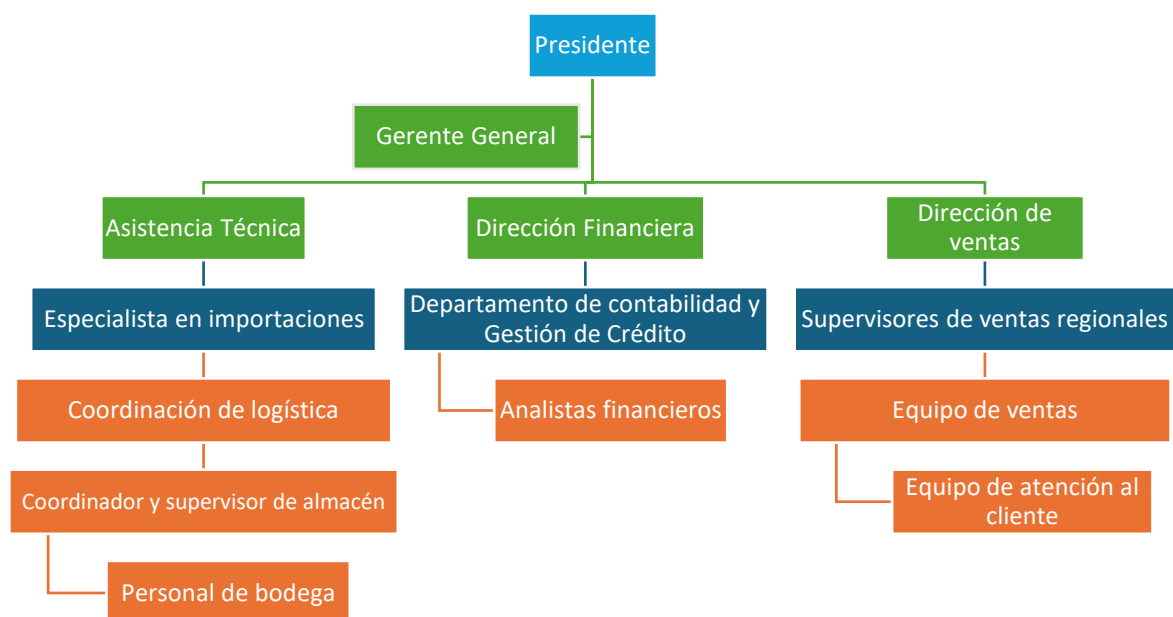 Presidente
Gerente General
Asistencia Técnica
Dirección Financiera
Dirección de
ventas
Especialista en importaciones
Departamento de contabilidad y
Gestión de Crédito
Supervisores de ventas regionales
Coordinación de logística
Analistas financieros
Equipo de ventas
Coordinador y supervisor de almacén
Equipo de atención al
cliente
Personal de bodega